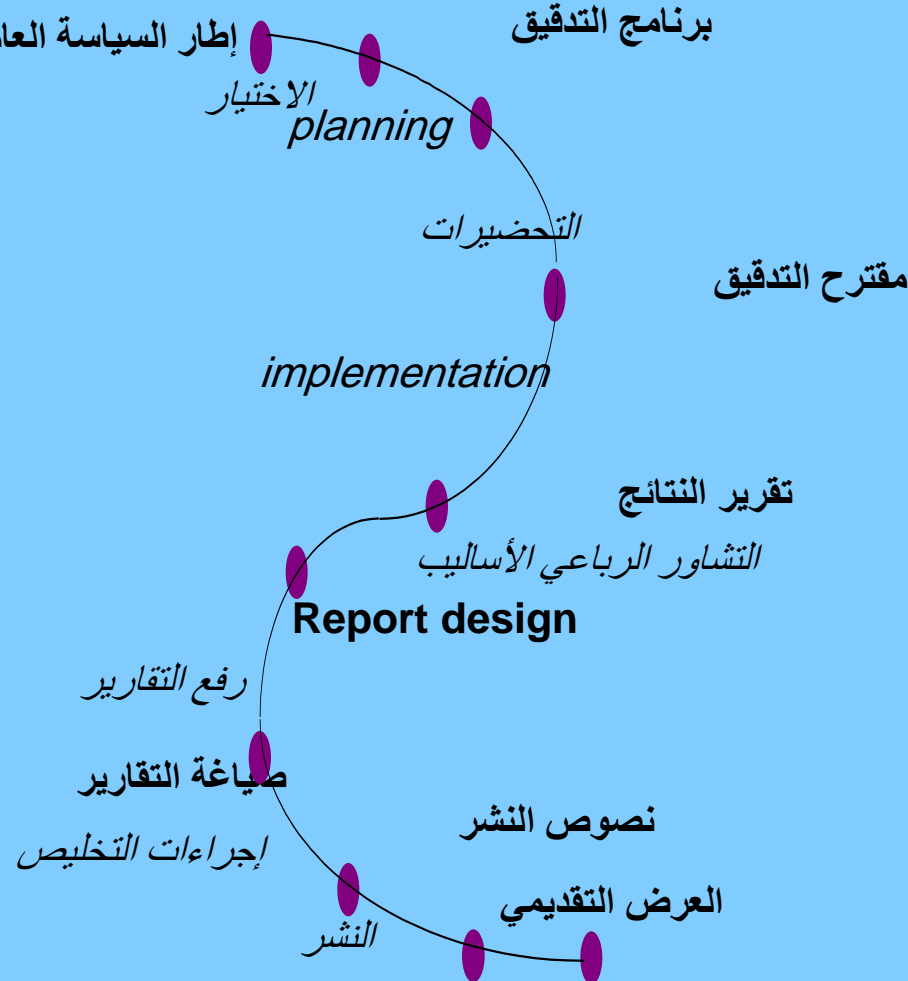 برنامج التدقيق
إطار السياسة
الاختيار
planning
التحضيرات
مقترح التدقيق
implementation
تقرير النتائج
التشاور الرباعي الأساليب
Report design
رفع التقارير
صياغة التقارير
نصوص النشر
إجراءات التخليص
العرض التقديمي
النشر